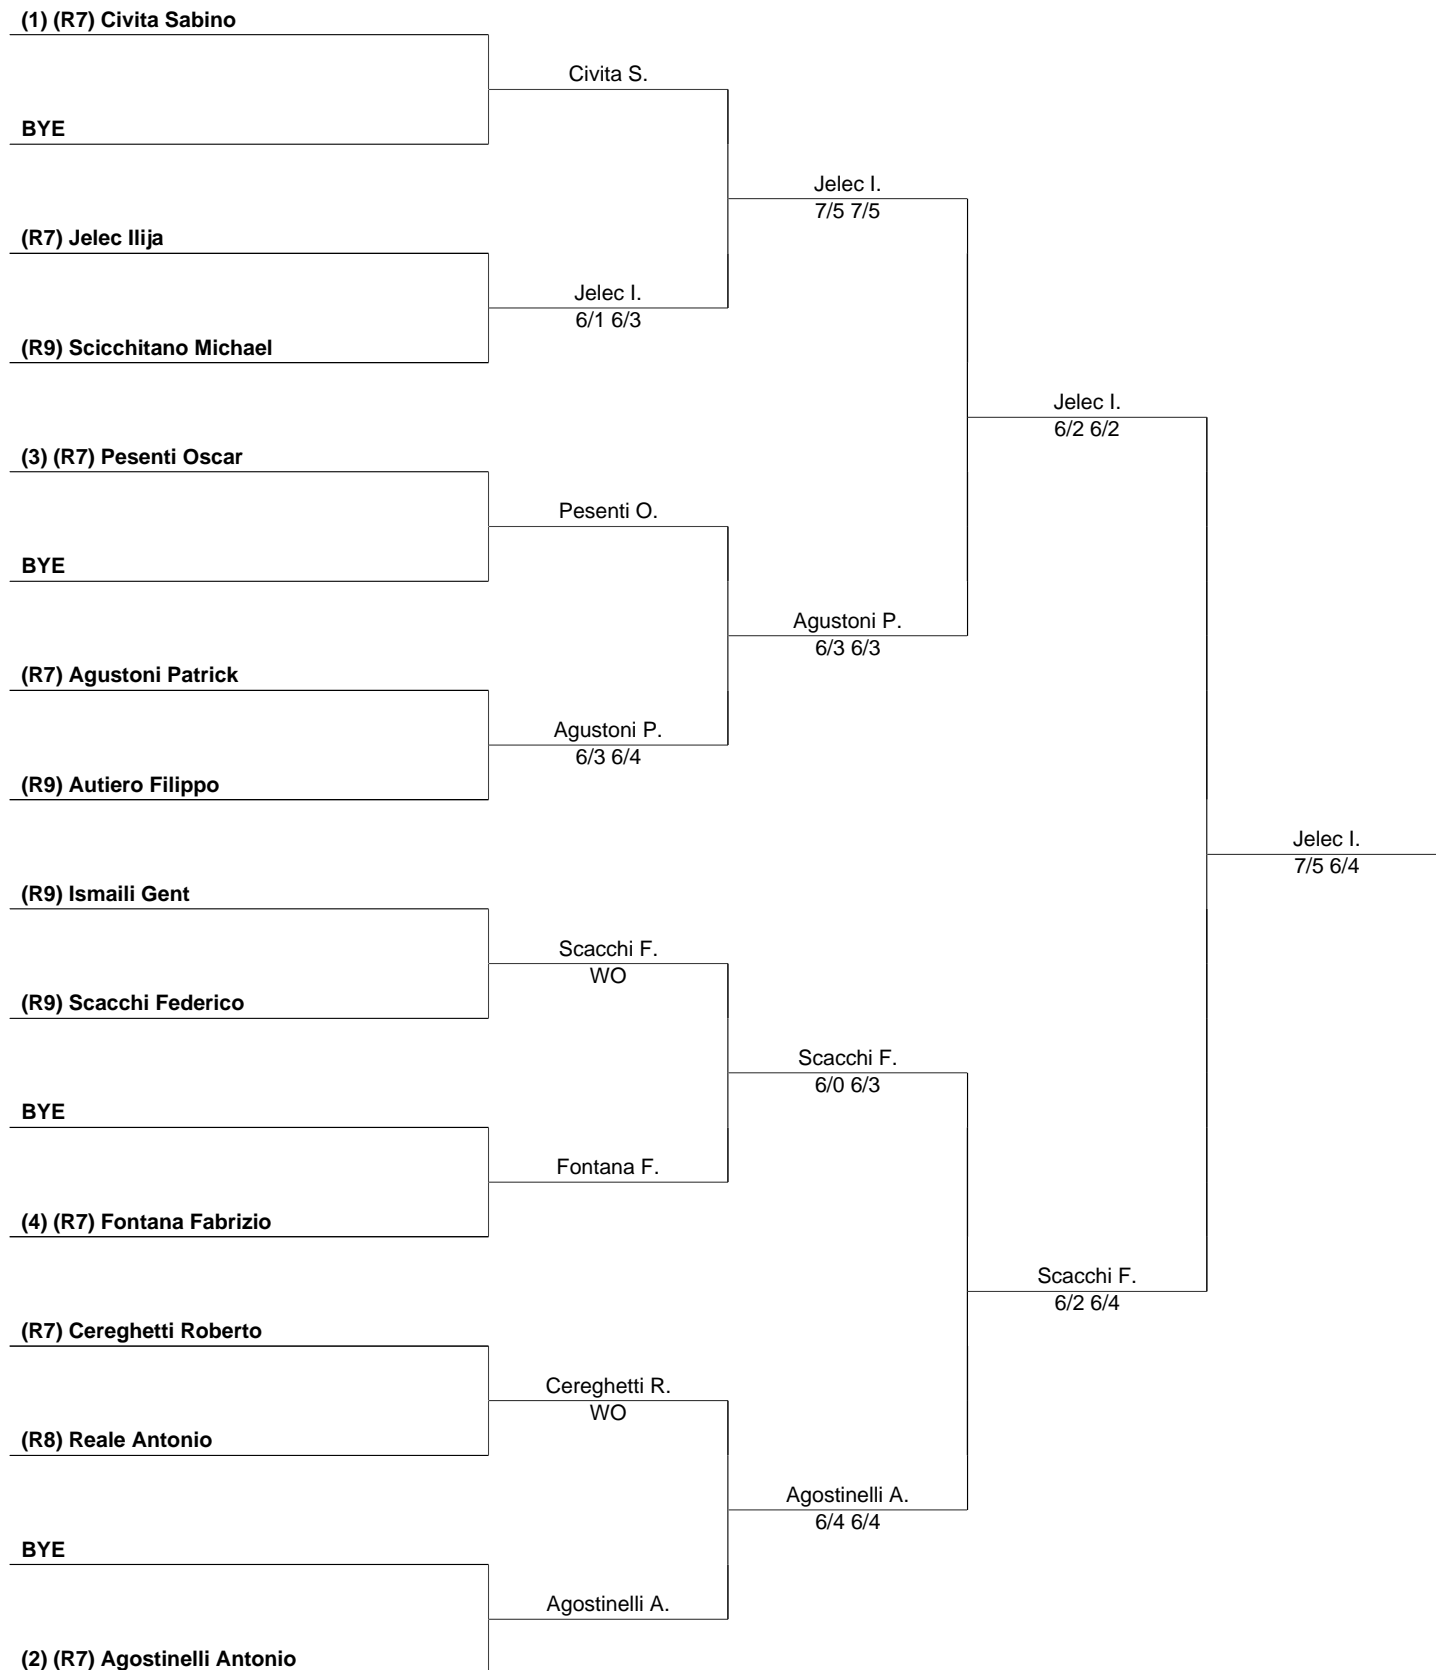 (1) (R7) Civita Sabino
Civita S.
BYE
Jelec I.
7/5 7/5
(R7) Jelec Ilija
Jelec I.
6/1 6/3
(R9) Scicchitano Michael
Jelec I.
6/2 6/2
(3) (R7) Pesenti Oscar
Pesenti O.
BYE
Agustoni P.
6/3 6/3
(R7) Agustoni Patrick
Agustoni P.
6/3 6/4
(R9) Autiero Filippo
Jelec I.
7/5 6/4
(R9) Ismaili Gent
Scacchi F.
WO
(R9) Scacchi Federico
Scacchi F.
6/0 6/3
BYE
Fontana F.
(4) (R7) Fontana Fabrizio
Scacchi F.
6/2 6/4
(R7) Cereghetti Roberto
Cereghetti R.
WO
(R8) Reale Antonio
Agostinelli A.
6/4 6/4
BYE
Agostinelli A.
(2) (R7) Agostinelli Antonio